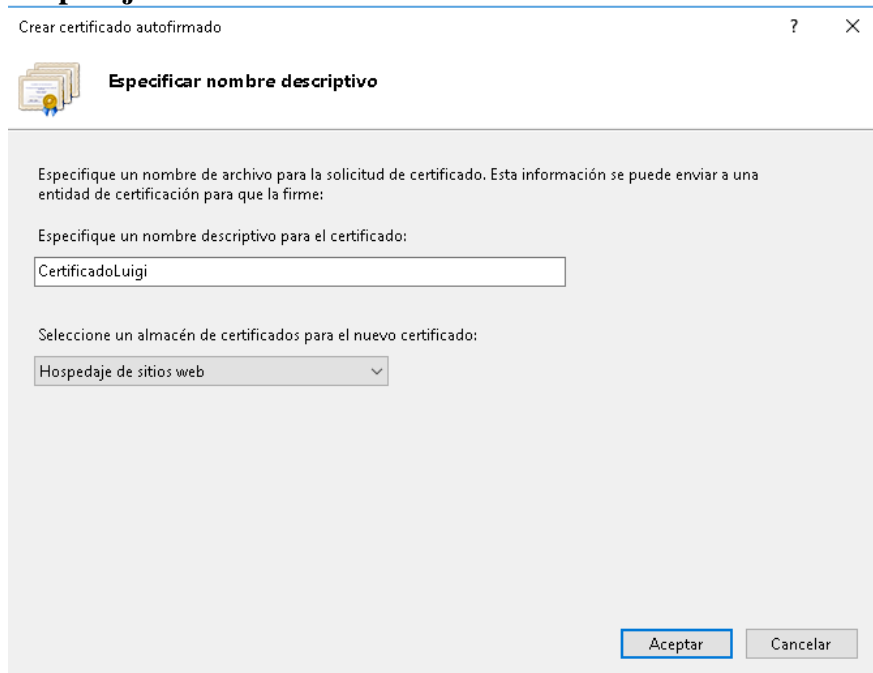 Crear certificado autofirmado
?
Especificar nombre descriptivo
Especifique un nombre de archivo para la solicitud de certificado. Esta información se puede enviar a una
entidad de certificación para que la firme:
Especifique un nombre descriptivo para el certificado:
CertificadoLuigi
Seleccione un almacén de certificados para el nuevo certificado:
Hospedaje de sitios web
Aceptar Cancelar